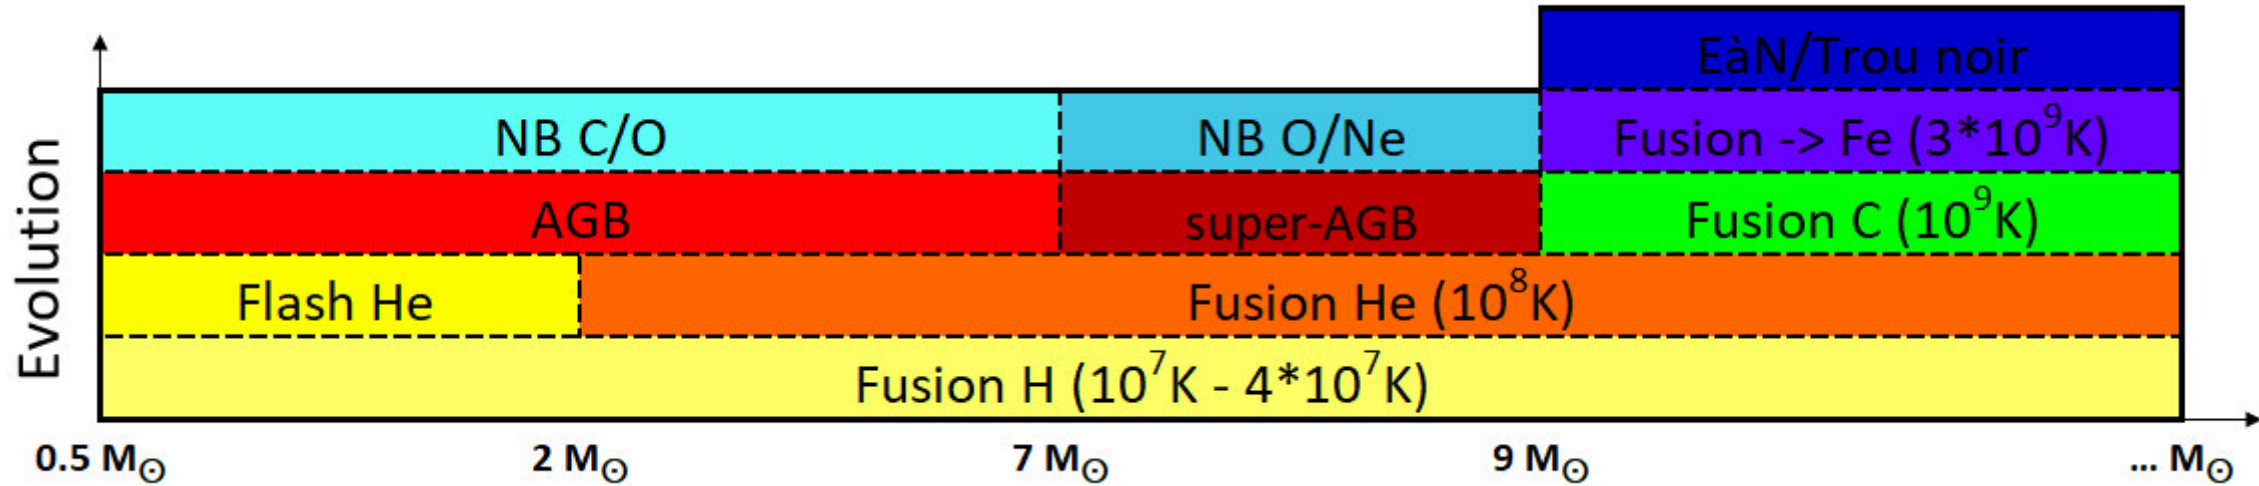 EàN/Trou noir
NB C/O
NB O/Ne
Fusion -> Fe (3*10⁹K)
Evolution
AGB
super-AGB
Fusion C (10⁹K)
Flash He
Fusion He (10⁸K)
Fusion H (10⁷K - 4*10⁷K)
0.5 M☉
2 M☉
7 M☉
9 M☉
... M☉